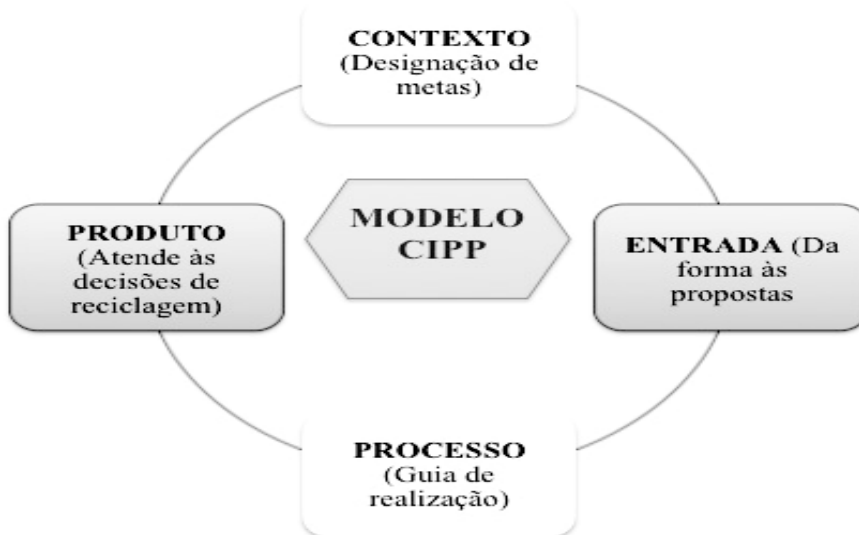 CONTEXTO
(Designação de
metas)
MODELO
CIPP
PRODUTO
(Atende às
decisões de
reciclagem)
ENTRADA (Da
forma às
propostas
PROCESSO
(Guia de
realização)